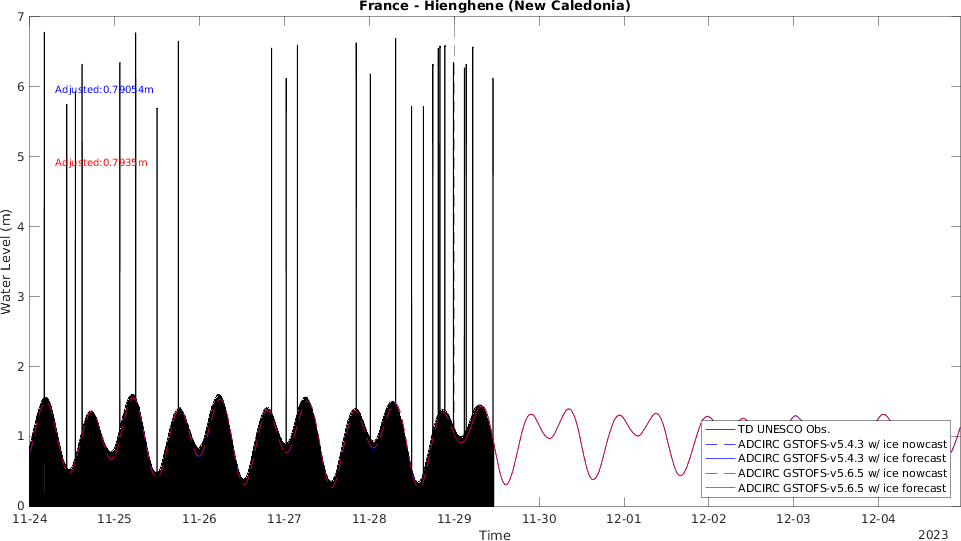 France - Hienghene (New Caledonia)
7
6
5
4
3
2
1
0
Water Level (m)
Adjusted:0.79054m
Adjusted:0.7935m
TD UNESCO Obs.
ADCIRC GSTOFS-v5.4.3 w/ ice nowcast
ADCIRC GSTOFS-v5.4.3 w/ ice forecast
ADCIRC GSTOFS-v5.6.5 w/ ice nowcast
ADCIRC GSTOFS-v5.6.5 w/ ice forecast
11-24 11-25 11-26 11-27 11-28 11-29 11-30 12-01 12-02 12-03 12-04
Time
2023